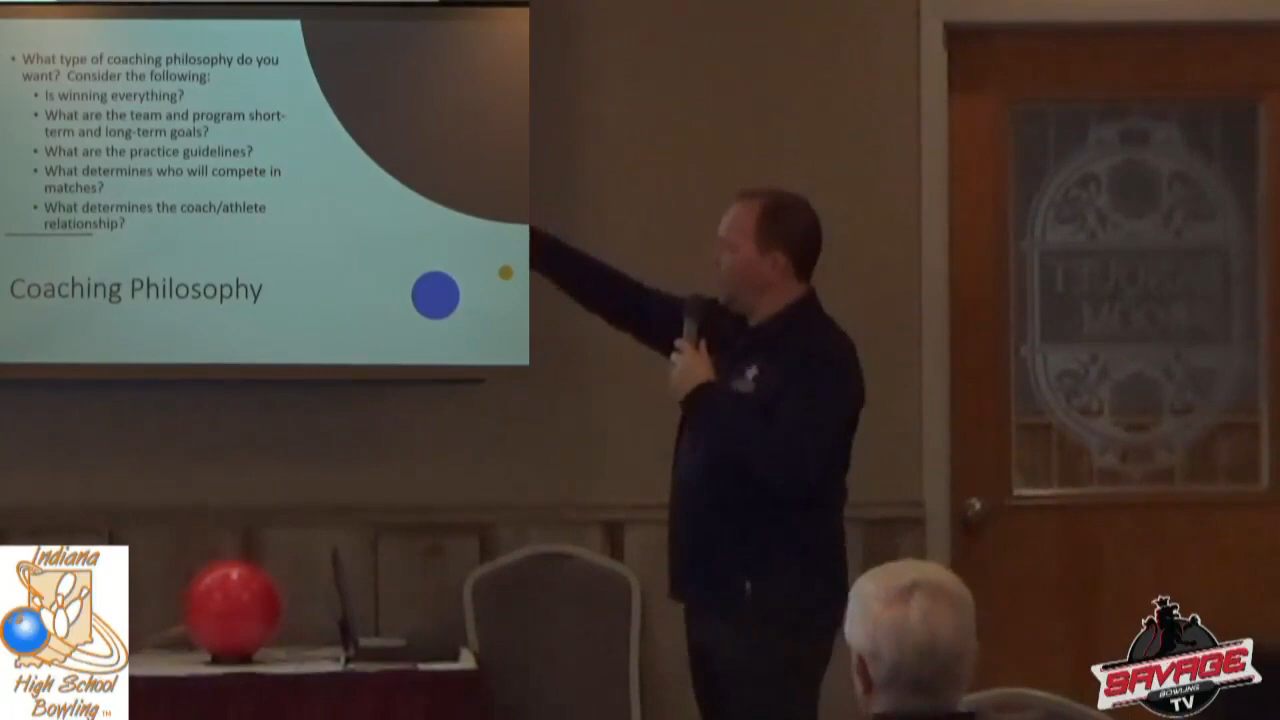 • What type of coaching philosophy do you
want? Consider the following:
• Is winning everything?
• What are the team and program short-
term and long-term goals?
• What are the practice guidelines?
• What determines who will compete in
matches?
• What determines the coach/athlete
relationship?
Coaching Philosophy
Indiana
High School
Bowling TM
SAVAGE
BOWLING
TV